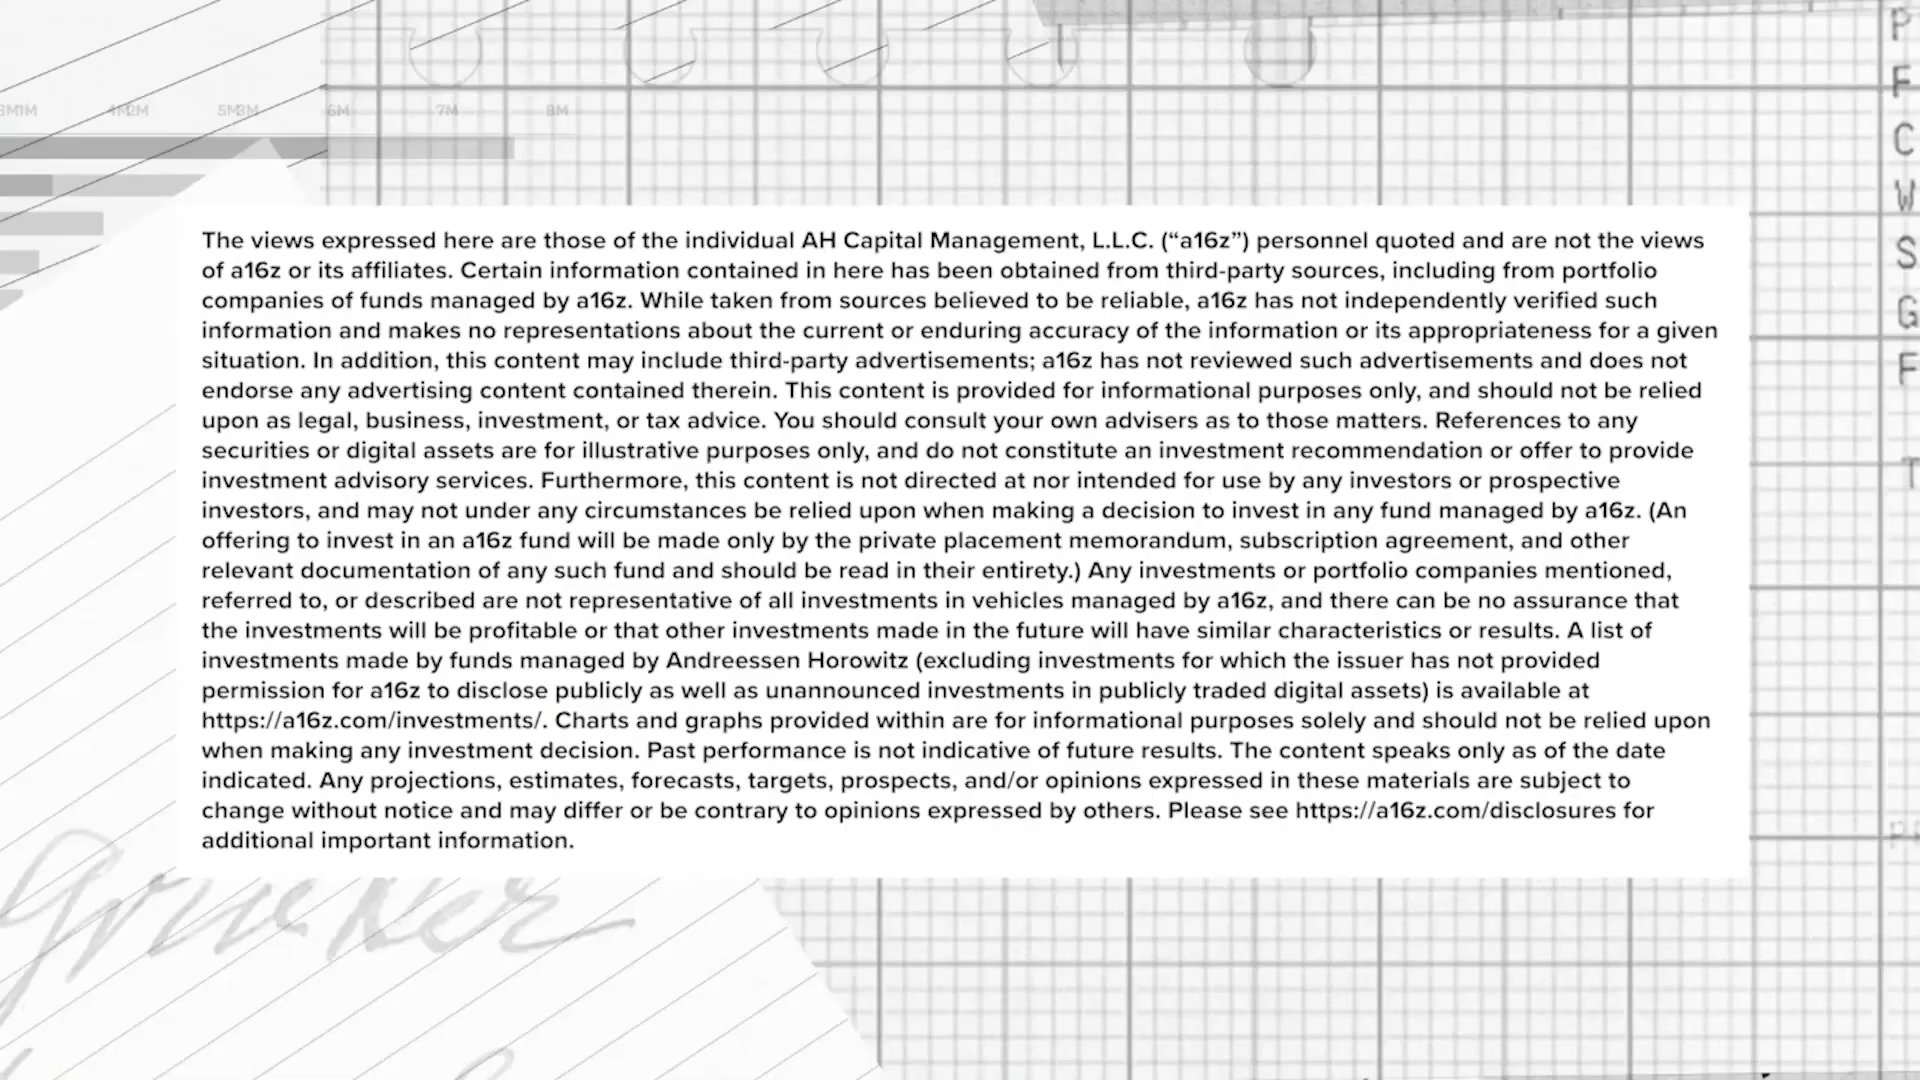 3M1M 4M2M 5M3M 6M 7M 8M
P
F
C
W
S
G
F
T
The views expressed here are those of the individual AH Capital Management, L.L.C. (“a16z”) personnel quoted and are not the views
of a16z or its affiliates. Certain information contained in here has been obtained from third-party sources, including from portfolio
companies of funds managed by a16z. While taken from sources believed to be reliable, a16z has not independently verified such
information and makes no representations about the current or enduring accuracy of the information or its appropriateness for a given
situation. In addition, this content may include third-party advertisements; a16z has not reviewed such advertisements and does not
endorse any advertising content contained therein. This content is provided for informational purposes only, and should not be relied
upon as legal, business, investment, or tax advice. You should consult your own advisers as to those matters. References to any
securities or digital assets are for illustrative purposes only, and do not constitute an investment recommendation or offer to provide
investment advisory services. Furthermore, this content is not directed at nor intended for use by any investors or prospective
investors, and may not under any circumstances be relied upon when making a decision to invest in any fund managed by a16z. (An
offering to invest in an a16z fund will be made only by the private placement memorandum, subscription agreement, and other
relevant documentation of any such fund and should be read in their entirety.) Any investments or portfolio companies mentioned,
referred to, or described are not representative of all investments in vehicles managed by a16z, and there can be no assurance that
the investments will be profitable or that other investments made in the future will have similar characteristics or results. A list of
investments made by funds managed by Andreessen Horowitz (excluding investments for which the issuer has not provided
permission for a16z to disclose publicly as well as unannounced investments in publicly traded digital assets) is available at
https://a16z.com/investments/. Charts and graphs provided within are for informational purposes solely and should not be relied upon
when making any investment decision. Past performance is not indicative of future results. The content speaks only as of the date
indicated. Any projections, estimates, forecasts, targets, prospects, and/or opinions expressed in these materials are subject to
change without notice and may differ or be contrary to opinions expressed by others. Please see https://a16z.com/disclosures for
additional important information.